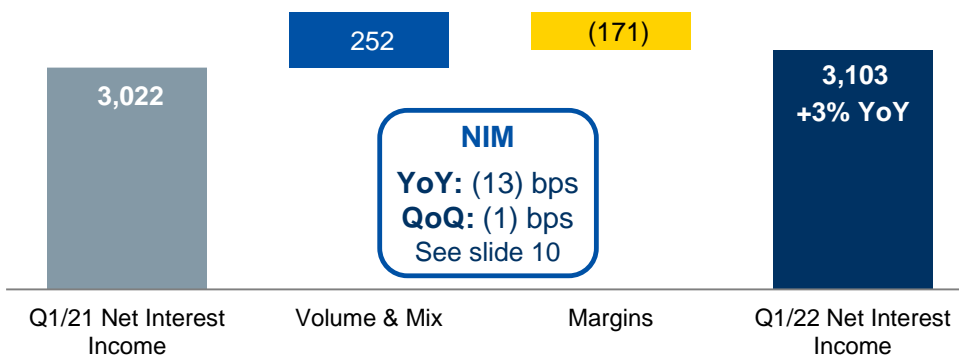 252
(171)
3,022
3,103
+3% YoY
NIM
YoY: (13) bps
QoQ: (1) bps
See slide 10
Q1/21 Net Interest
Income
Volume & Mix
Margins
Q1/22 Net Interest
Income